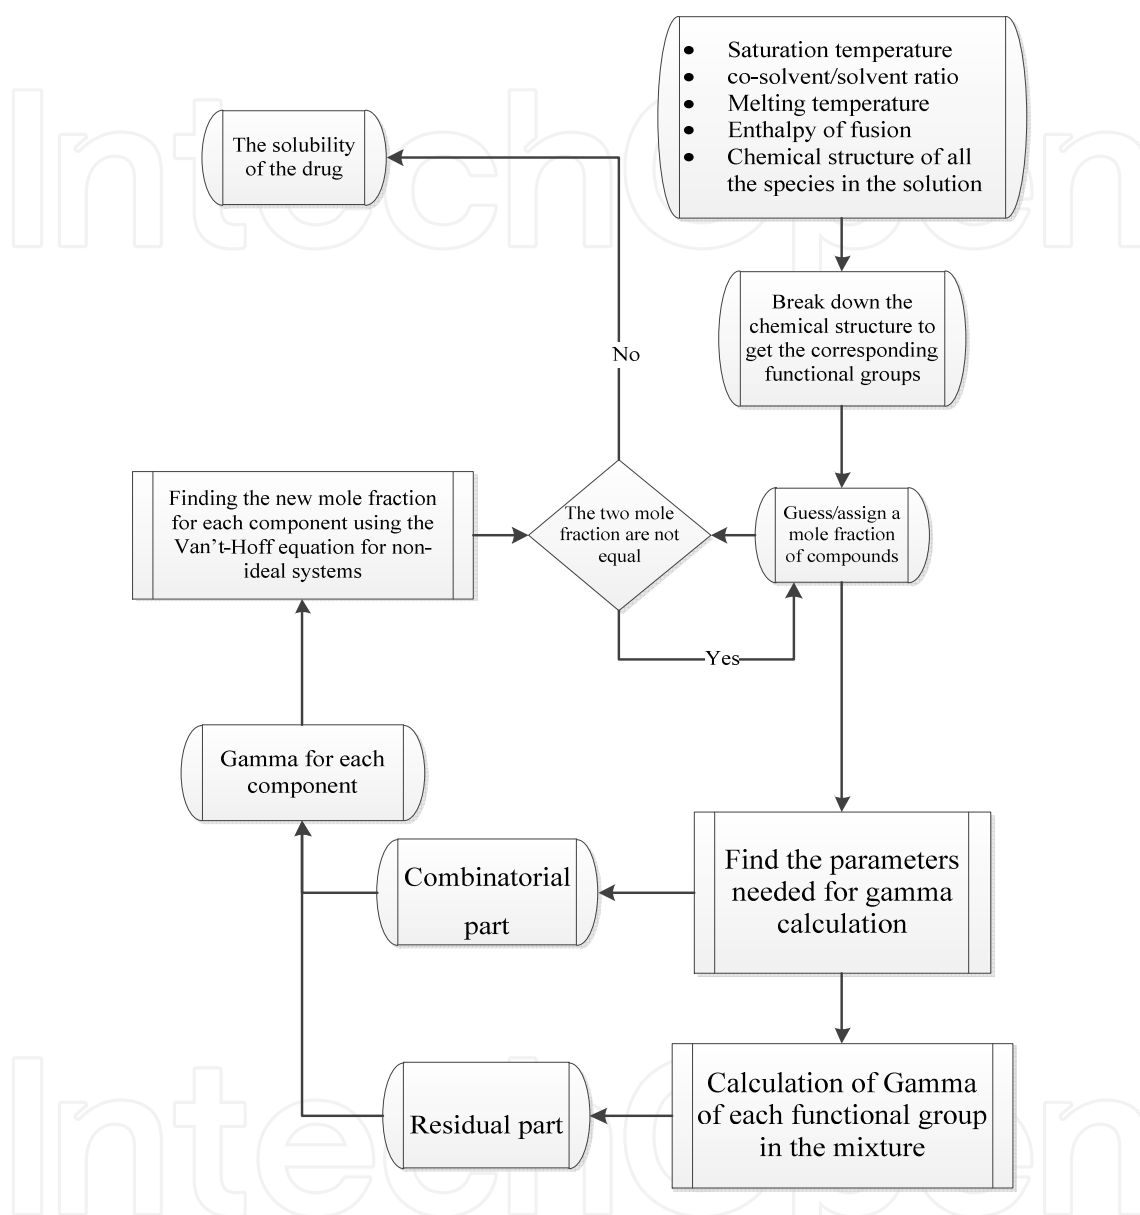 • Saturation temperature
• co-solvent/solvent ratio
• Melting temperature
• Enthalpy of fusion
• Chemical structure of all
the species in the solution
The solubility
of the drug
Break down the
chemical structure to
get the corresponding
functional groups
No
Finding the new mole fraction
for each component using the
Van’t-Hoff equation for non-
ideal systems
The two mole
fraction are not
equal
Guess/assign a
mole fraction
of compounds
Yes
Gamma for each
component
Combinatorial
part
Find the parameters
needed for gamma
calculation
Residual part
Calculation of Gamma
of each functional group
in the mixture
IntechOpen
IntechOpen